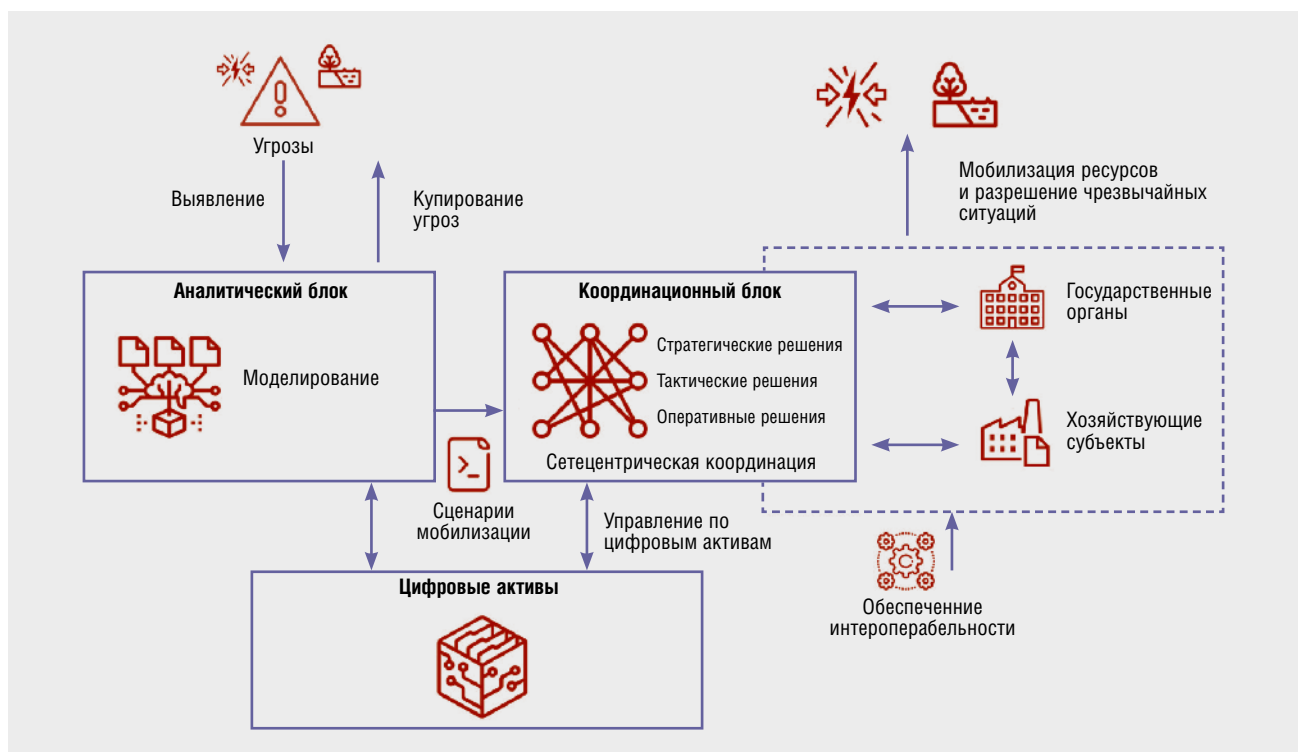 Угрозы
Выявление
Купирование
угроз
Мобилизация ресурсов
и разрешение чрезвычайных
ситуаций
Аналитический блок
Моделирование
Сценарии
мобилизации
Координационный блок
Стратегические решения
Тактические решения
Оперативные решения
Сетецентрическая координация
Государственные
органы
Хозяйствующие
субъекты
Управление по
цифровым активам
Обеспеченние
интероперабельности
Цифровые активы